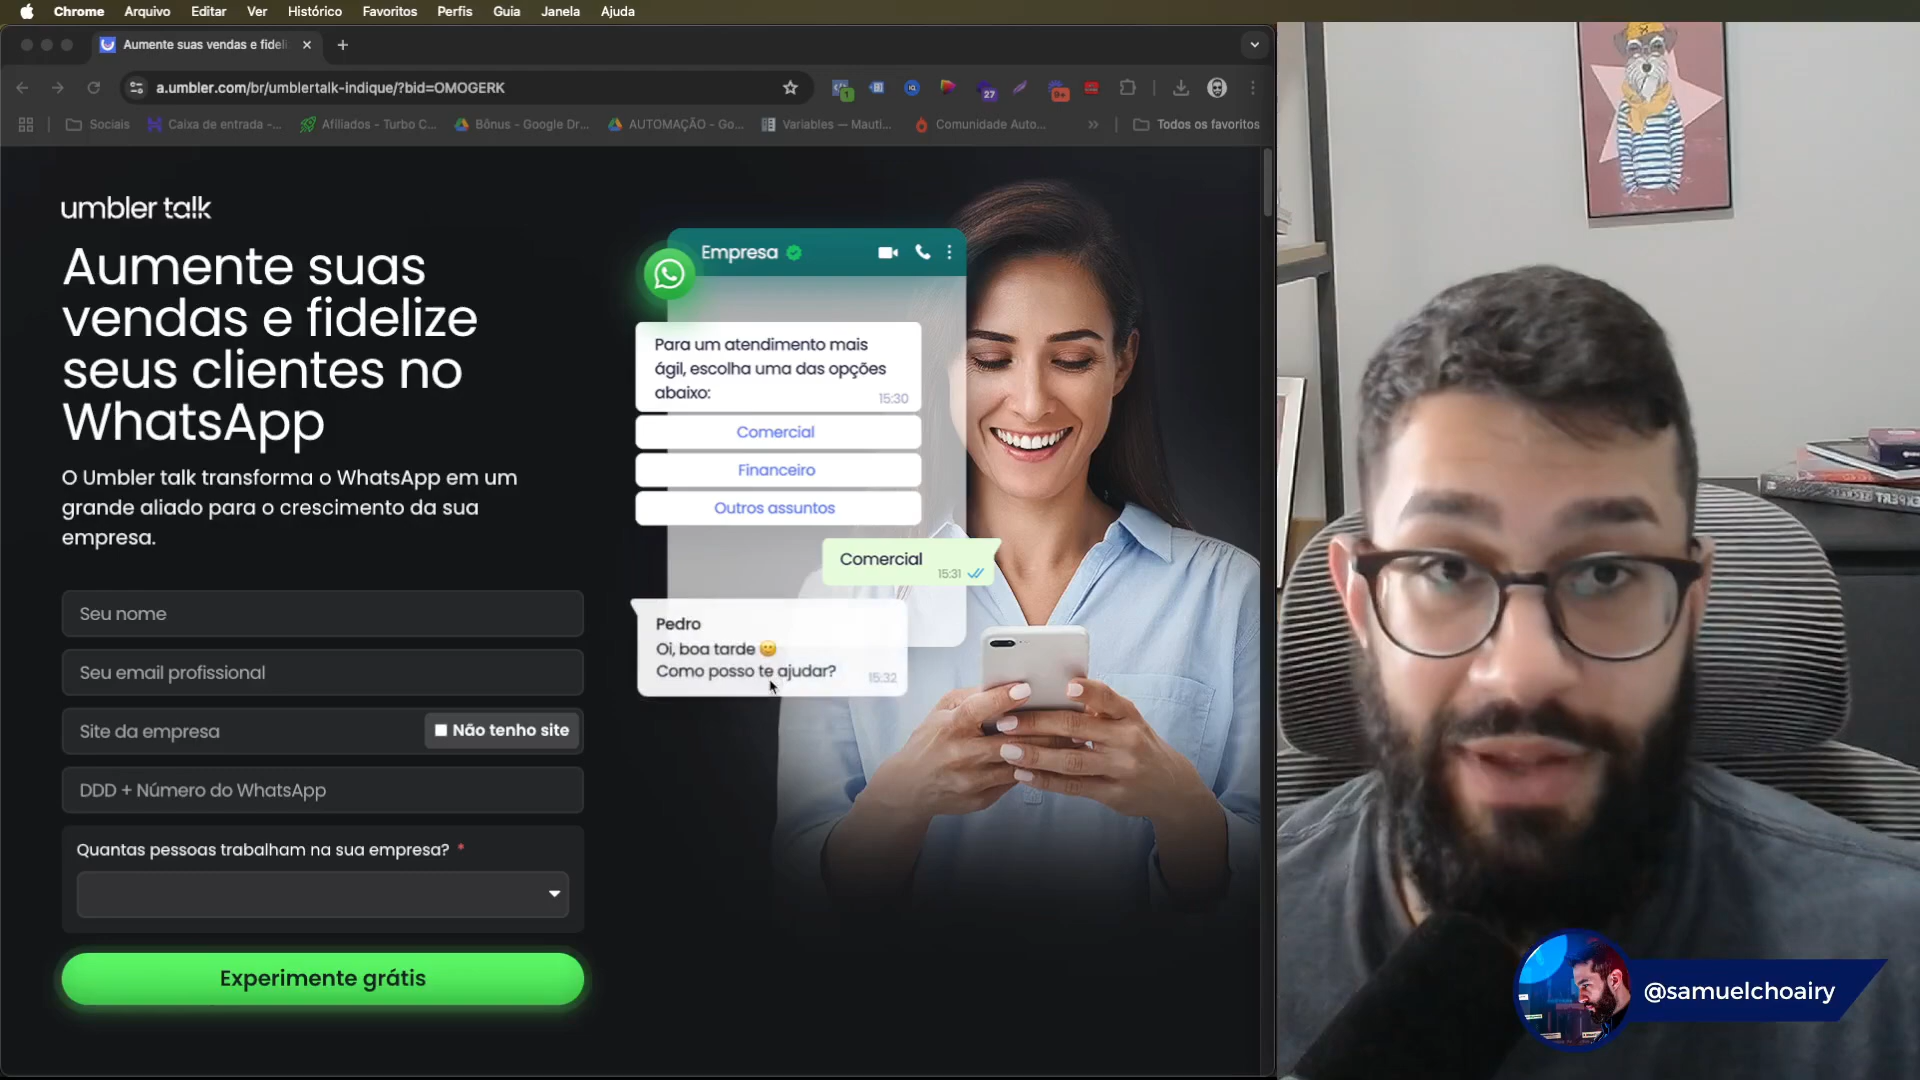 Chrome Arquivo Editar Ver Histórico Favoritos Perfis Guia Janela Ajuda
Aumente suas vendas e fideli
a.umbler.com/br/umblertalk-indique/?bid=OMOGERK
1
27
9+
Sociais Caixa de entrada -... Afiliados - Turbo C... Bônus - Google Dr... AUTOMAÇÃO - Go... Variables — Mauti... Comunidade Auto... » Todos os favoritos
umbler talk
Aumente suas
vendas e fidelize
seus clientes no
WhatsApp
O Umbler talk transforma o WhatsApp em um
grande aliado para o crescimento da sua
empresa.
Seu nome
Seu email profissional
Site da empresa
Não tenho site
DDD + Número do WhatsApp
Quantas pessoas trabalham na sua empresa? *
Experimente grátis
Empresa
Para um atendimento mais
ágil, escolha uma das opções
abaixo:
15:30
Comercial
Financeiro
Outros assuntos
Comercial
15:31
Pedro
Oi, boa tarde 🙂
Como posso te ajudar?
15:32
@samuelchoairy